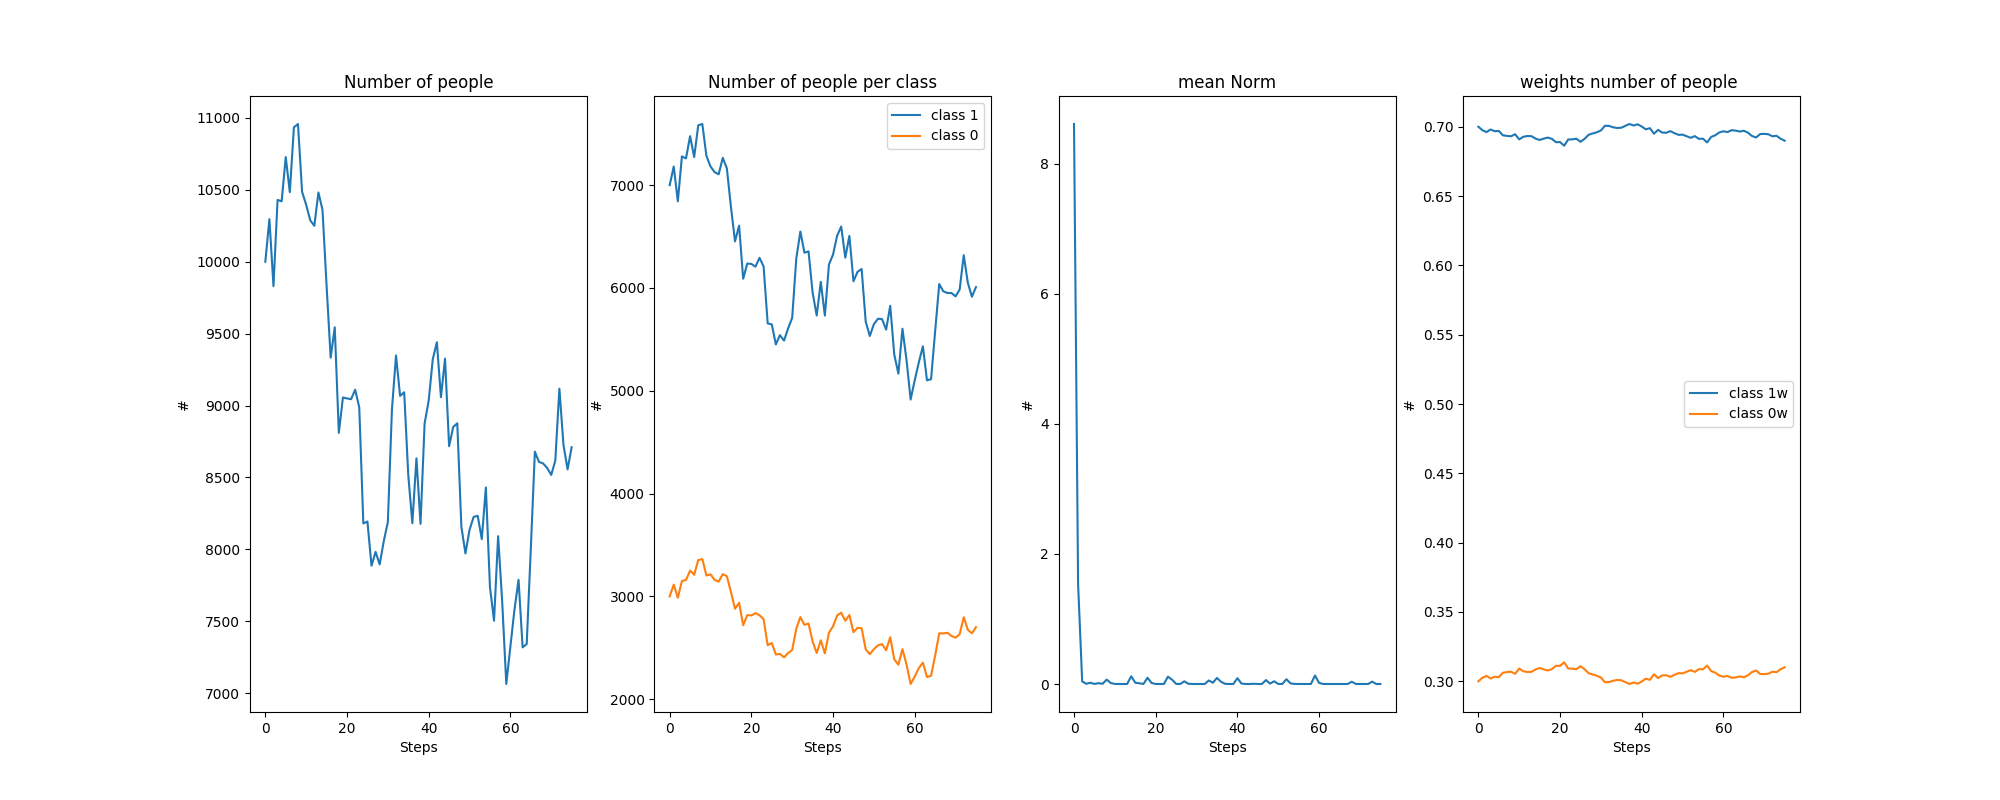 Number of people
11000
10500
10000
9500
9000
8500
8000
7500
7000
#
0 20 40 60
Steps
Number of people per class
class 1
class 0
7000
6000
5000
4000
3000
2000
#
0 20 40 60
Steps
mean Norm
8
6
4
2
0
#
0 20 40 60
Steps
weights number of people
0.70
0.65
0.60
0.55
0.50
0.45
0.40
0.35
0.30
#
class 1w
class 0w
0 20 40 60
Steps